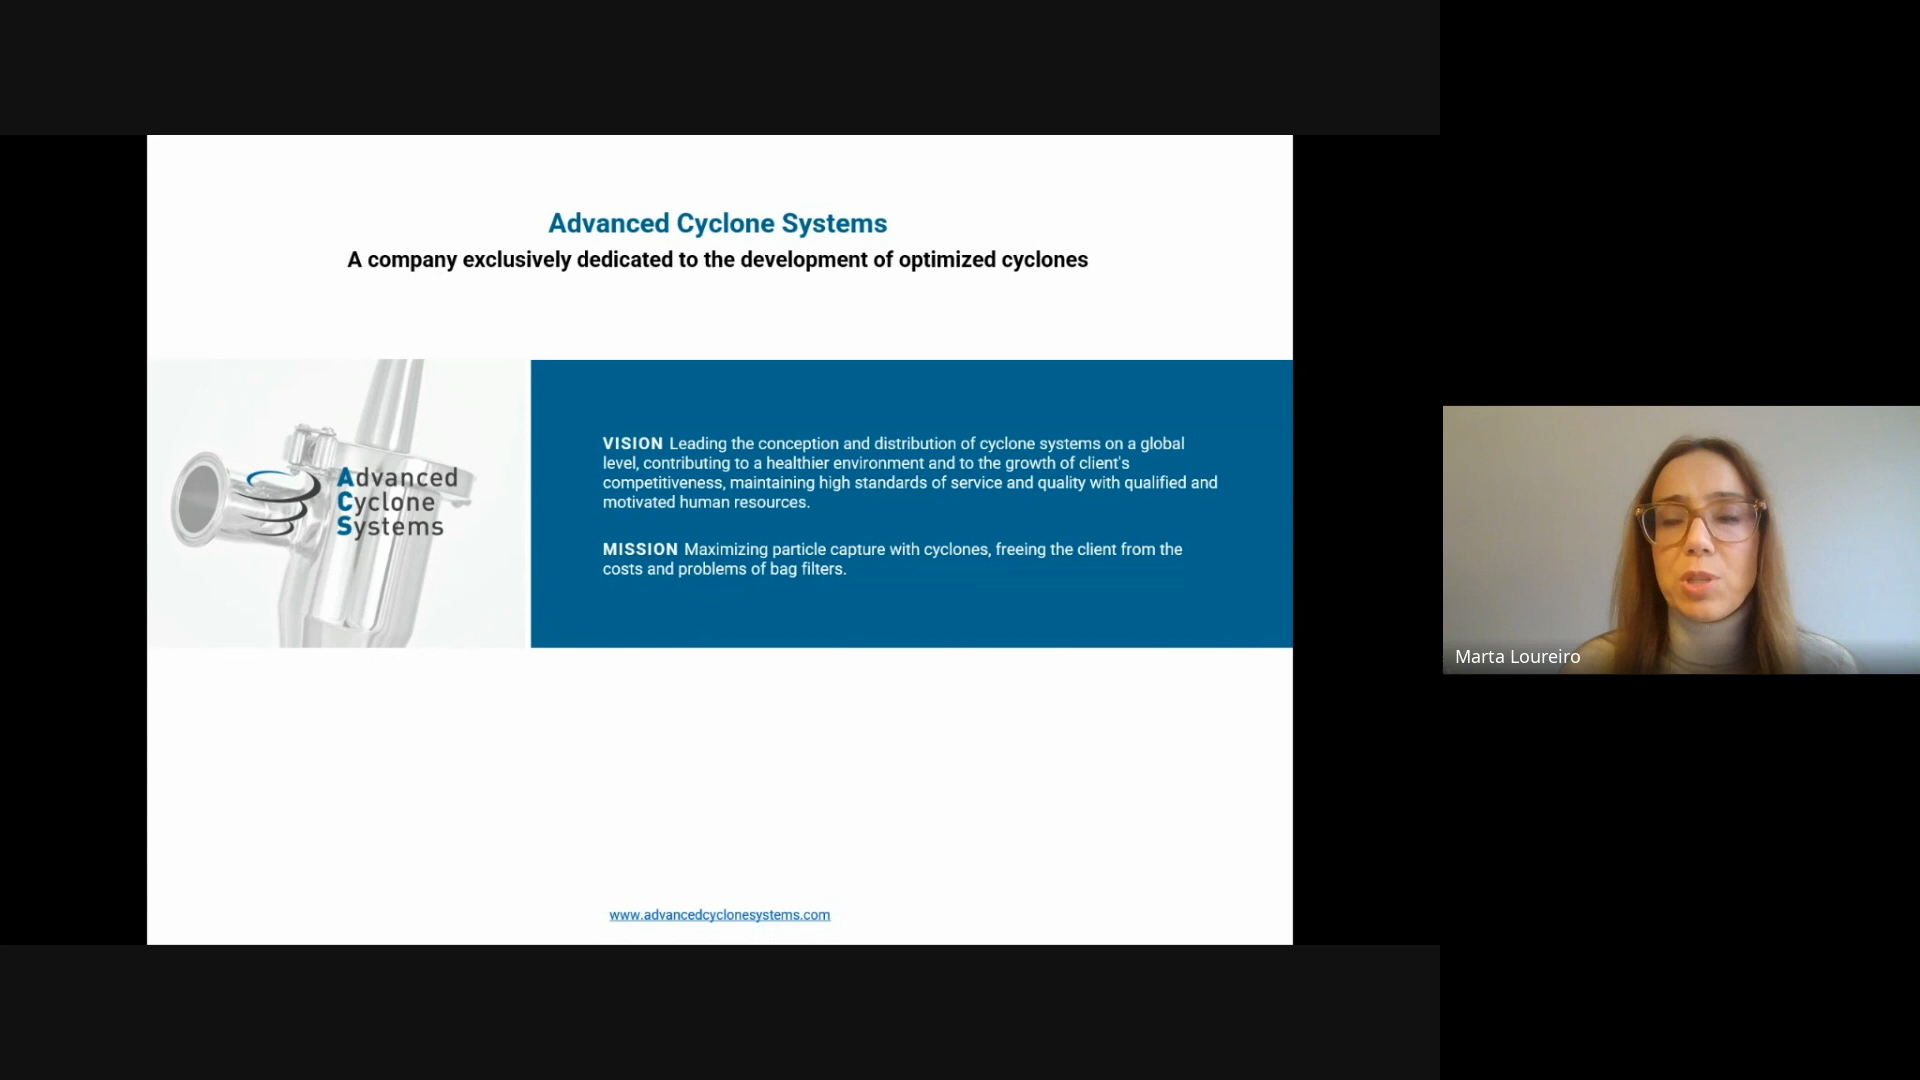 Advanced Cyclone Systems
A company exclusively dedicated to the development of optimized cyclones
Advanced
Cyclone
Systems
VISION Leading the conception and distribution of cyclone systems on a global
level, contributing to a healthier environment and to the growth of client's
competitiveness, maintaining high standards of service and quality with qualified and
motivated human resources.
MISSION Maximizing particle capture with cyclones, freeing the client from the
costs and problems of bag filters.
Marta Loureiro
www.advancedcyclonesystems.com